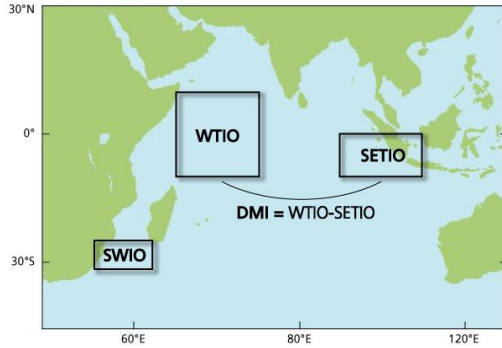 30°N
WTIO
0°
SETIO
DMI = WTIO-SETIO
SWIO
30°S
60°E
80°E
120°E